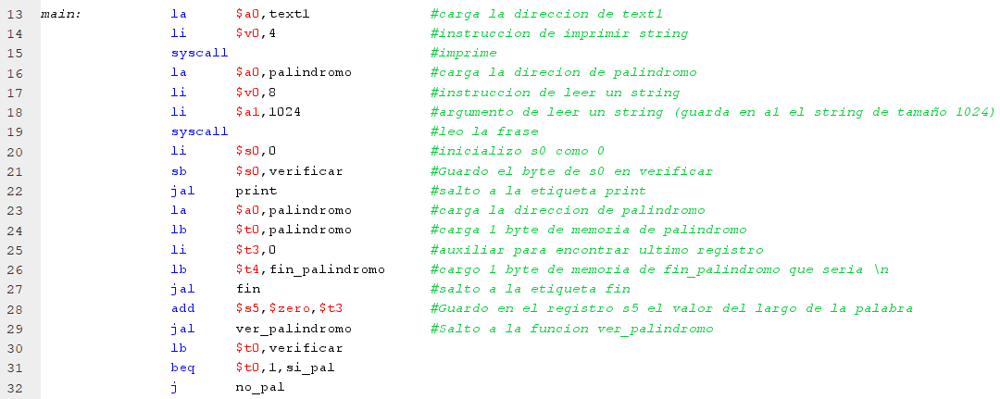 13 main: la $a0,text1 #carga la direccion de text1
14 li $v0,4 #instruccion de imprimir string
15 syscall #imprime
16 la $a0,palindromo #carga la direcion de palindromo
17 li $v0,8 #instruccion de leer un string
18 li $a1,1024 #argumento de leer un string (guarda en a1 el string de tamaño 1024)
19 syscall #leo la frase
20 li $s0,0 #inicializo s0 como 0
21 sb $s0,verificar #Guardo el byte de s0 en verificar
22 jal print #salto a la etiqueta print
23 la $a0,palindromo #carga la direccion de palindromo
24 lb $t0,palindromo #carga 1 byte de memoria de palindromo
25 li $t3,0 #auxiliar para encontrar ultimo registro
26 lb $t4,fin_palindromo #cargo 1 byte de memoria de fin_palindromo que seria \n
27 jal fin #salto a la etiqueta fin
28 add $s5,$zero,$t3 #Guardo en el registro s5 el valor del largo de la palabra
29 jal ver_palindromo #Salto a la funcion ver_palindromo
30 lb $t0,verificar
31 beq $t0,1,si_pal
32 j no_pal